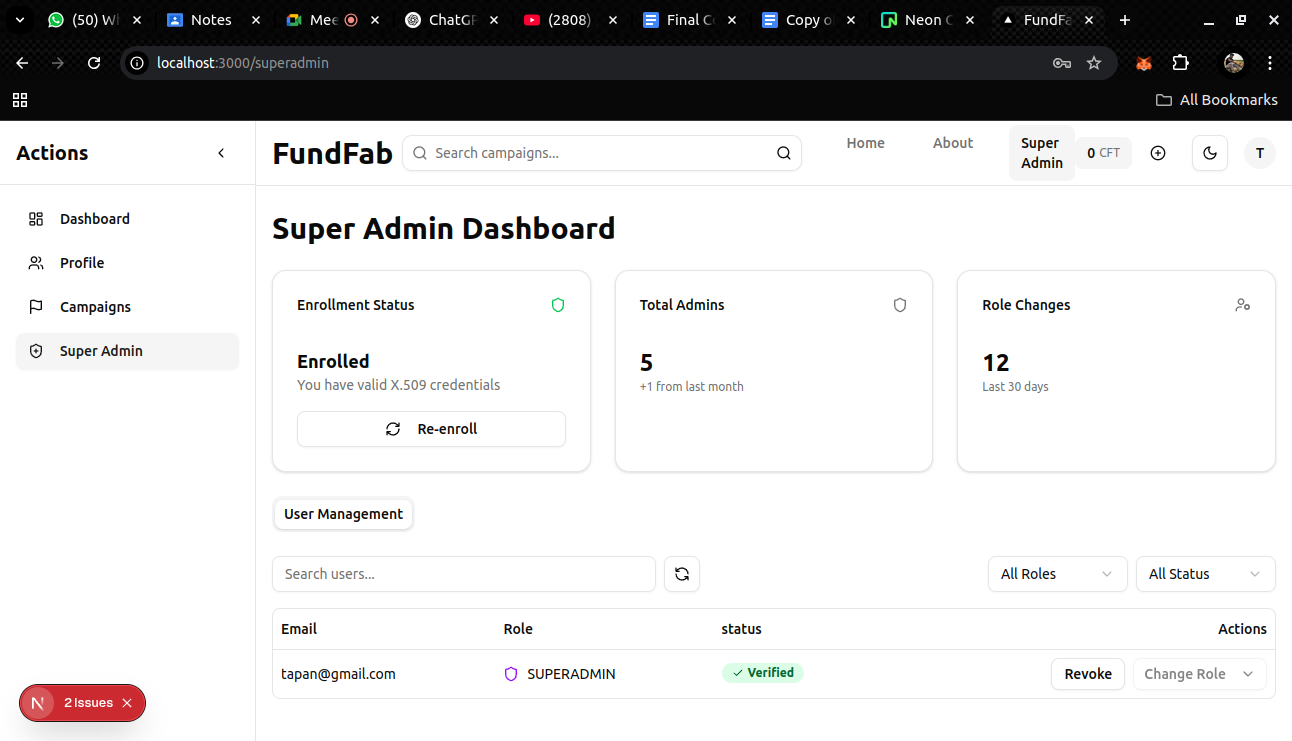 (50) Wh
Notes
Mee
ChatGP
(2808)
Final C
Copy o
Neon C
FundFa
localhost:3000/superadmin
All Bookmarks
Actions
FundFab
Search campaigns...
Home
About
Super
Admin
0 CFT
T
Dashboard
Profile
Campaigns
Super Admin
Super Admin Dashboard
Enrollment Status
Enrolled
You have valid X.509 credentials
Re-enroll
Total Admins
5
+1 from last month
Role Changes
12
Last 30 days
User Management
Search users...
All Roles
All Status
Email Role status Actions
tapan@gmail.com SUPERADMIN Verified Revoke Change Role
N 2 Issues